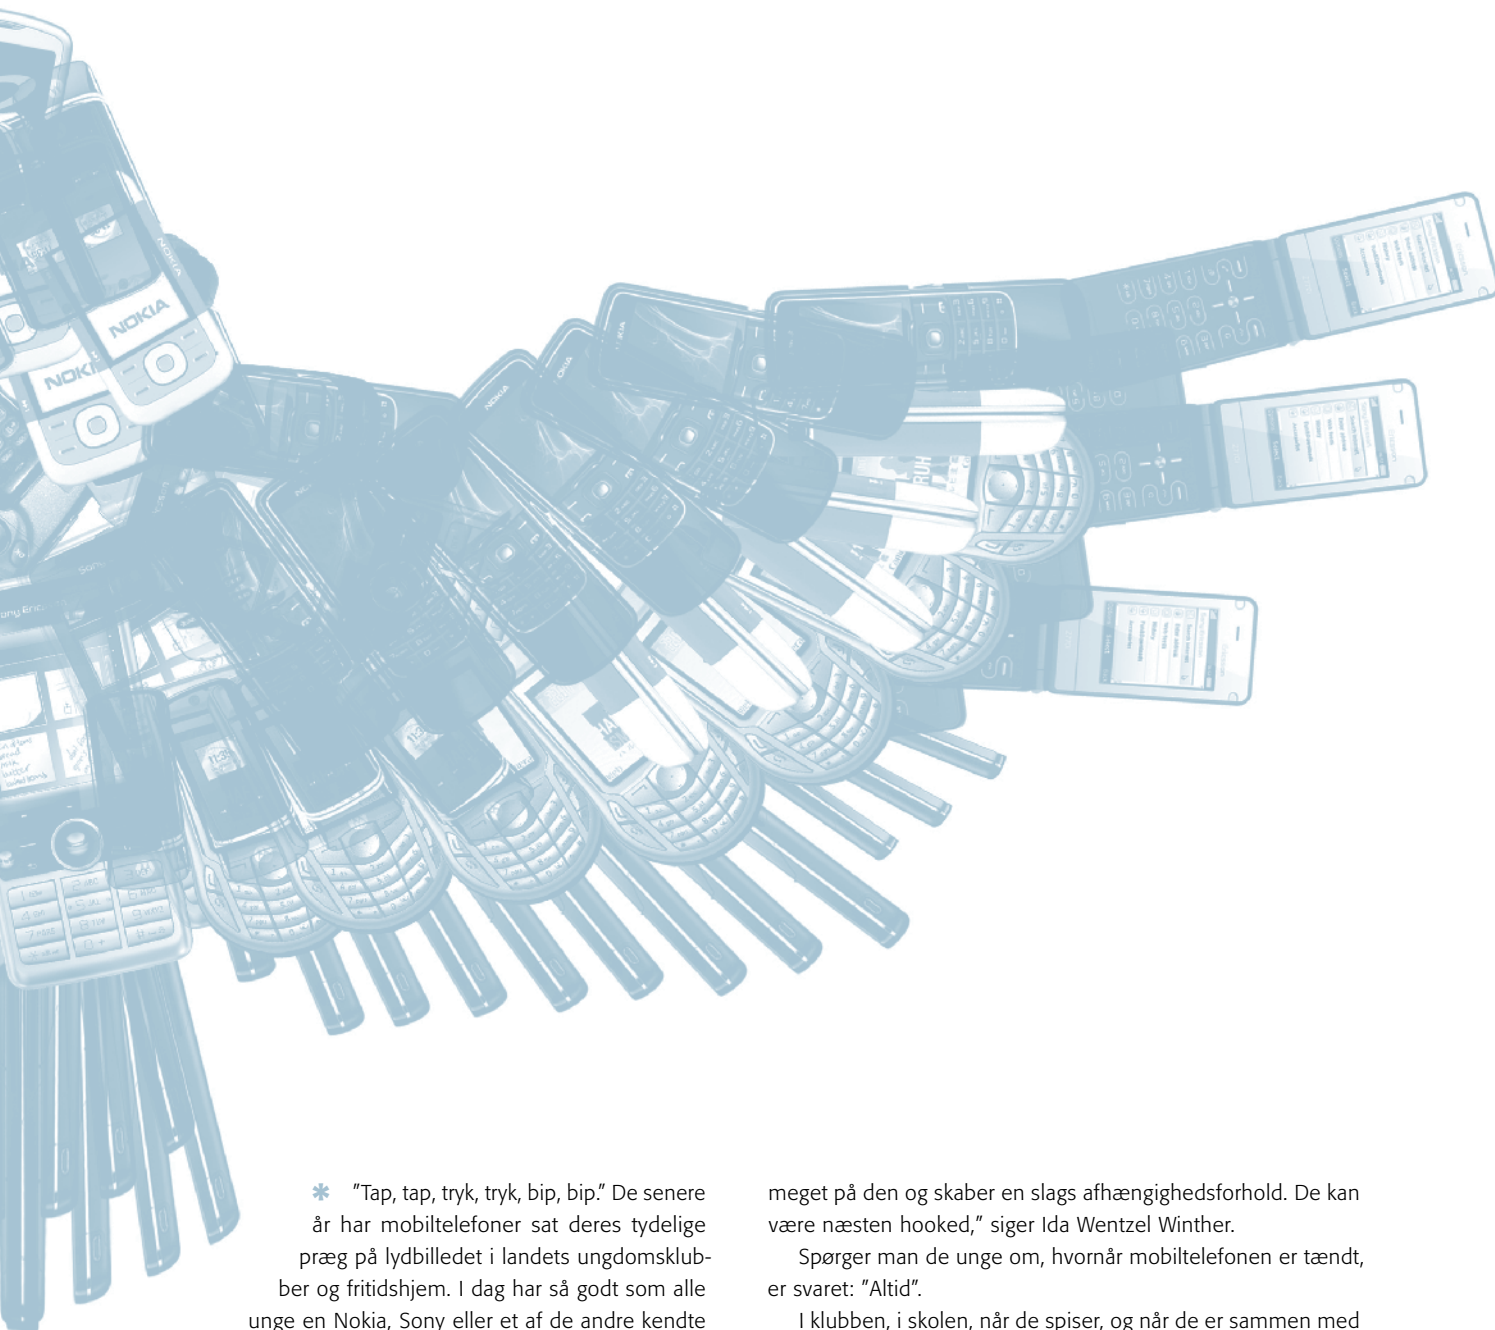 NOKIA
NOKIA
NOKIA
NOKIA
✱ ”Tap, tap, tryk, tryk, bip, bip.” De senere
år har mobiltelefoner sat deres tydelige
præg på lydbilledet i landets ungdomsklub-
ber og fritidshjem. I dag har så godt som alle
unge en Nokia, Sony eller et af de andre kendte
meget på den og skaber en slags afhængighedsforhold. De kan
være næsten hooked,” siger Ida Wentzel Winther.
Spørger man de unge om, hvornår mobiltelefonen er tændt,
er svaret: ”Altid”.
I klubben, i skolen, når de spiser, og når de er sammen med